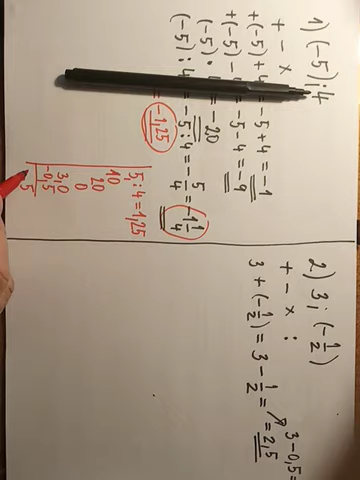 1) (-5); 4
+ - ×
+(-5) + 4 = -5 + 4 = -1
+(-5) - 4 = -5 - 4 = -9
(-5) · 4 = -20
(-5) : 4 = -5 : 4 = -5/4 = -1 1/4
= -1,25
5 : 4 = 1,25
10
20
0
3,0
-0,5
5
2) 3; (-1/2)
+ - × :
3 + (-1/2) = 3 - 1/2 = = 2,5
3 - 0,5 =